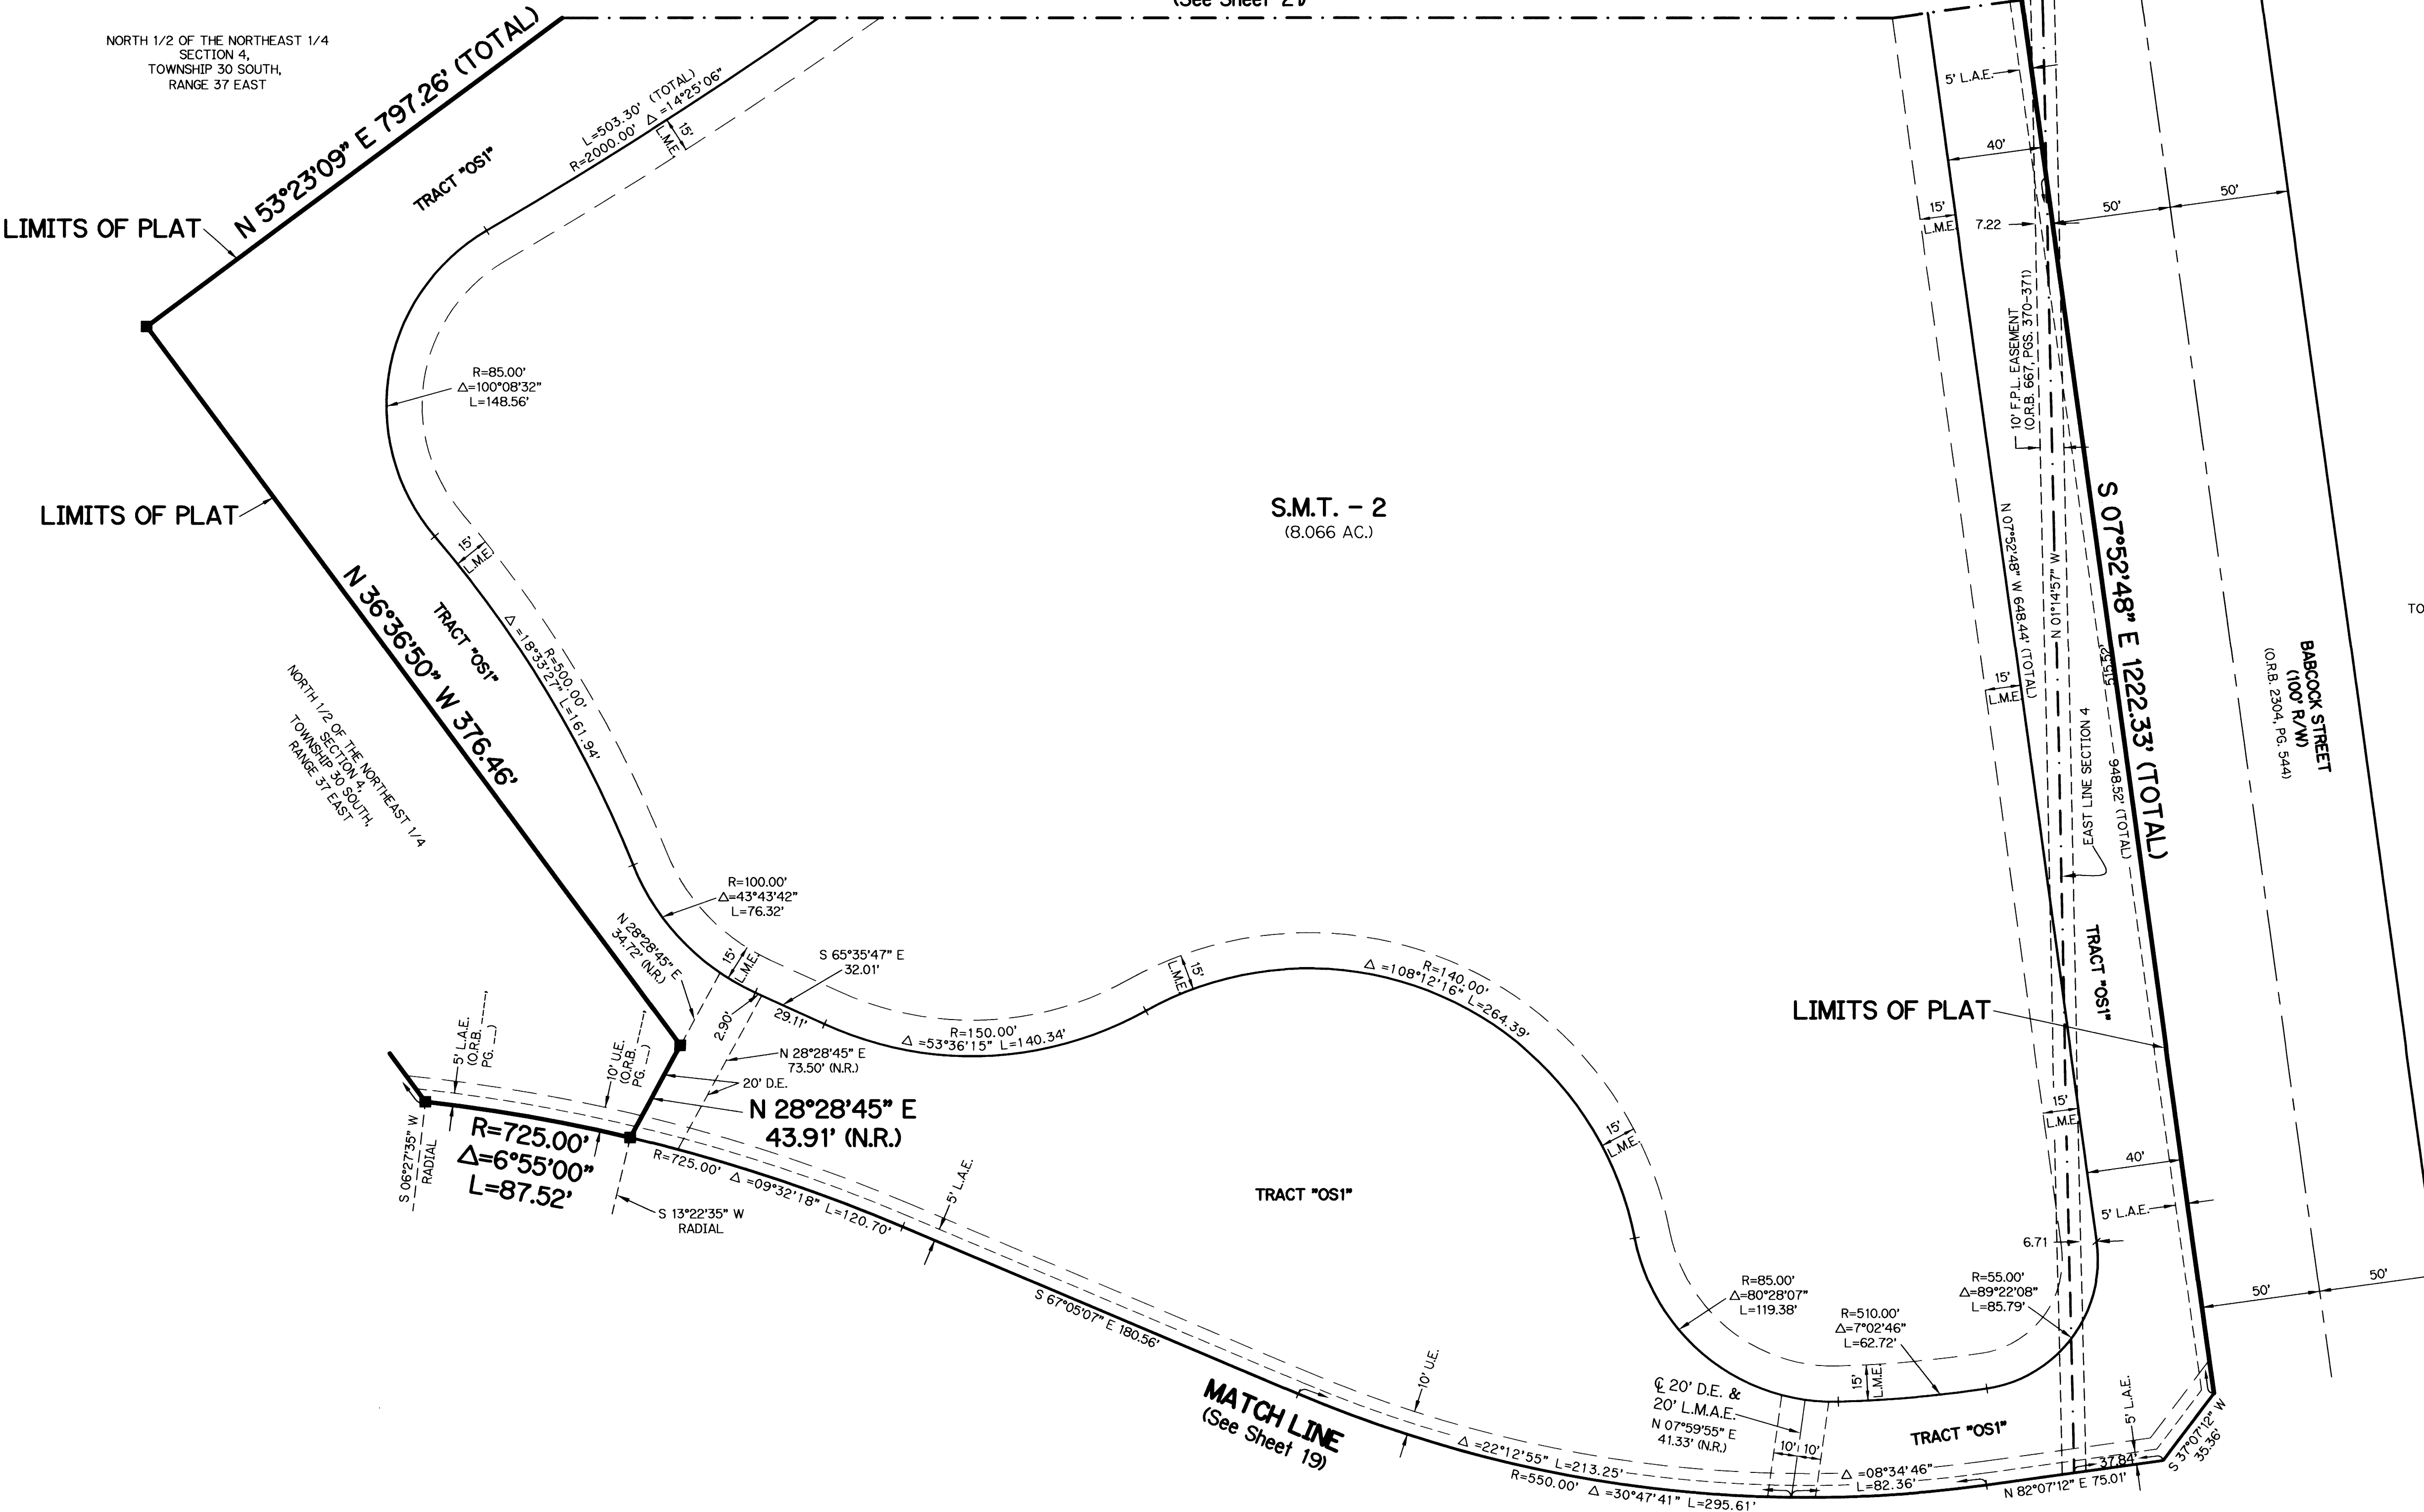 (See Sheet 21)
NORTH 1/2 OF THE NORTHEAST 1/4
SECTION 4,
TOWNSHIP 30 SOUTH,
RANGE 37 EAST
N 53°23'09" E 797.26' (TOTAL)
LIMITS OF PLAT
TRACT "OS1"
L=503.30' (TOTAL)
R=2000.00' Δ=14°25'06"
15'
L.M.E.
5' L.A.E.
40'
15'
L.M.E.
7.22
50'
50'
10' F.P.L. EASEMENT
(O.R.B. 667, PGS. 370-371)
R=85.00'
Δ=100°08'32"
L=148.56'
LIMITS OF PLAT
15'
L.M.E.
S.M.T. - 2
(8.066 AC.)
N 36°36'50" W 376.46'
TRACT "OS1"
R=500.00'
Δ=18°33'27" L=161.94'
NORTH 1/2 OF THE NORTHEAST 1/4
SECTION 4,
TOWNSHIP 30 SOUTH,
RANGE 37 EAST
N 07°52'48" W 648.44' (TOTAL)
N 01°14'57" W
S 07°52'48" E 1222.33' (TOTAL)
515.52'
948.52' (TOTAL)
15'
L.M.E.
EAST LINE SECTION 4
BABCOCK STREET
(100' R/W)
(O.R.B. 2304, PG. 544)
TO
R=100.00'
Δ=43°43'42"
L=76.32'
N 28°28'45" E
34.72' (N.R.)
15'
L.M.E.
S 65°35'47" E
32.01'
2.90'
29.11'
R=150.00'
Δ=53°36'15" L=140.34'
15'
L.M.E.
R=140.00'
Δ=108°12'16" L=264.39'
TRACT "OS1"
LIMITS OF PLAT
5' L.A.E.
(O.R.B. ____
PG. __)
10' U.E.
(O.R.B. ____
PG. __)
N 28°28'45" E
73.50' (N.R.)
20' D.E.
N 28°28'45" E
43.91' (N.R.)
R=725.00'
Δ=6°55'00"
L=87.52'
S 06°27'35" W
RADIAL
R=725.00' Δ=09°32'18" L=120.70'
S 13°22'35" W
RADIAL
5' L.A.E.
TRACT "OS1"
15'
L.M.E.
15'
L.M.E.
40'
5' L.A.E.
6.71
50'
50'
S 67°05'07" E 180.56'
R=85.00'
Δ=80°28'07"
L=119.38'
R=510.00'
Δ=7°02'46"
L=62.72'
R=55.00'
Δ=89°22'08"
L=85.79'
MATCH LINE
(See Sheet 19)
10' U.E.
15'
L.M.E.
℄ 20' D.E. &
20' L.M.A.E.
N 07°59'55" E
41.33' (N.R.)
10' 10'
TRACT "OS1"
5' L.A.E.
S 37°07'12" W
35.36'
Δ=22°12'55" L=213.25'
R=550.00' Δ=30°47'41" L=295.61'
Δ=08°34'46"
L=82.36'
37.84'
N 82°07'12" E 75.01'